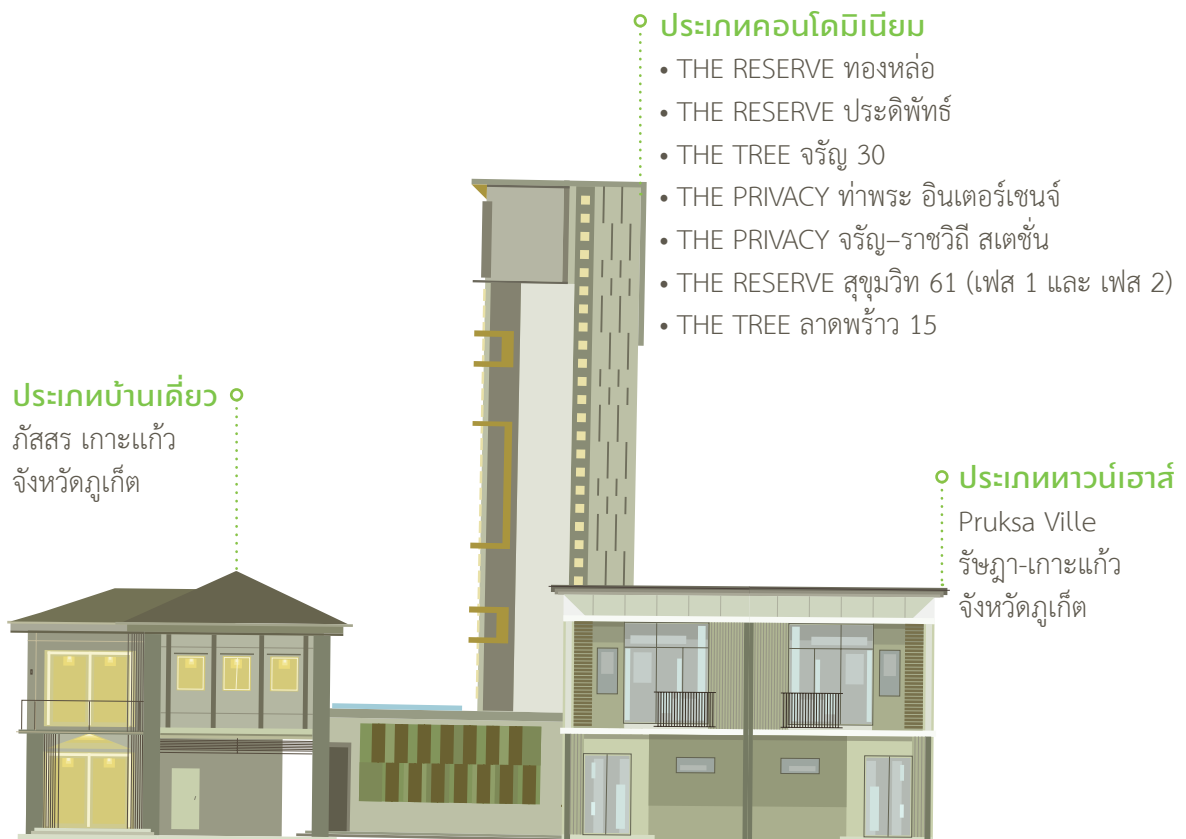 ประเภทคอนโดมิเนียม
• THE RESERVE ทองหล่อ
• THE RESERVE ประดิพัทธ์
• THE TREE จรัญ 30
• THE PRIVACY ท่าพระ อินเตอร์เชนจ์
• THE PRIVACY จรัญ–ราชวิถี สเตชั่น
• THE RESERVE สุขุมวิท 61 (เฟส 1 และ เฟส 2)
• THE TREE ลาดพร้าว 15
ประเภทบ้านเดี่ยว
ภัสสร เกาะแก้ว
จังหวัดภูเก็ต
ประเภททาวน์เฮาส์
Pruksa Ville
รัษฎา-เกาะแก้ว
จังหวัดภูเก็ต